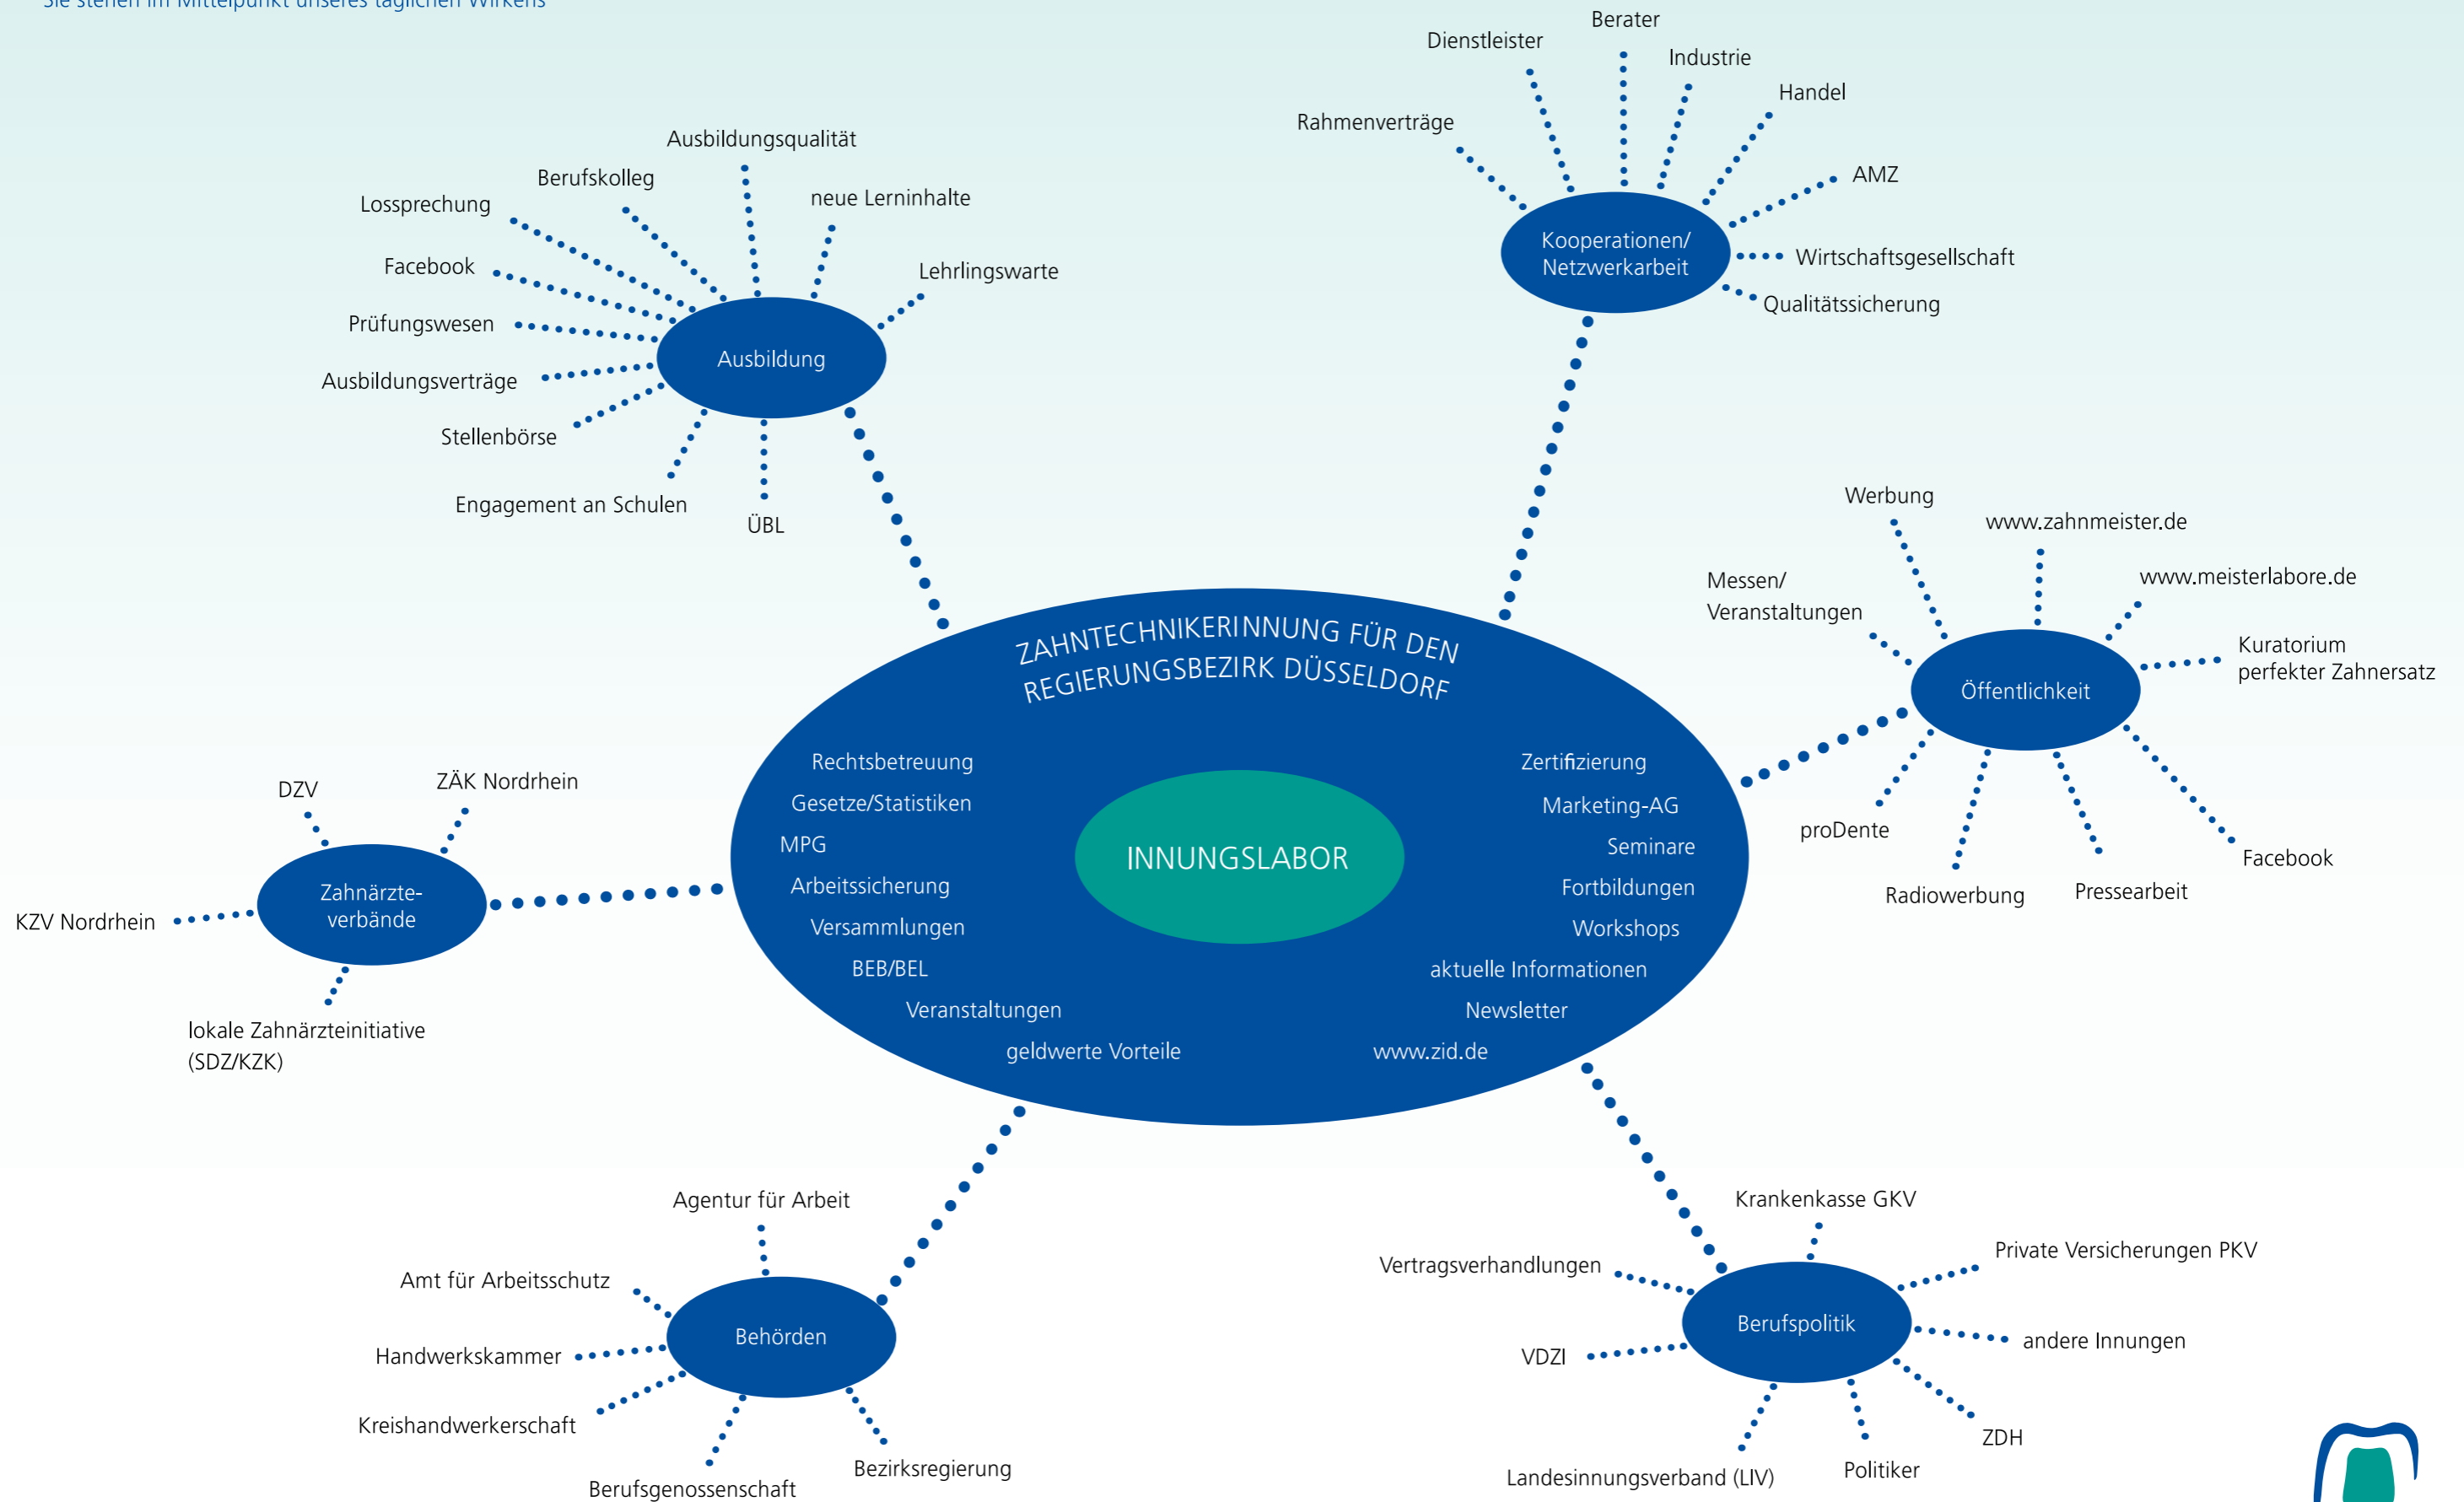 Sie stehen im Mittelpunkt unseres täglichen Wirkens
Berater
Dienstleister
Industrie
Handel
Rahmenverträge
AMZ
Kooperationen/
Netzwerkarbeit
Wirtschaftsgesellschaft
Qualitätssicherung
Ausbildungsqualität
Berufskolleg
neue Lerninhalte
Lossprechung
Facebook
Lehrlingswarte
Prüfungswesen
Ausbildung
Ausbildungsverträge
Stellenbörse
Engagement an Schulen
ÜBL
Werbung
www.zahnmeister.de
Messen/
Veranstaltungen
www.meisterlabore.de
Kuratorium
perfekter Zahnersatz
Öffentlichkeit
proDente
Facebook
Radiowerbung
Pressearbeit
ZAHNTECHNIKERINNUNG FÜR DEN
REGIERUNGSBEZIRK DÜSSELDORF
Rechtsbetreuung
Gesetze/Statistiken
MPG
Arbeitssicherung
Versammlungen
BEB/BEL
Veranstaltungen
geldwerte Vorteile
INNUNGSLABOR
Zertifizierung
Marketing-AG
Seminare
Fortbildungen
Workshops
aktuelle Informationen
Newsletter
www.zid.de
DZV
ZÄK Nordrhein
Zahnärzte-
verbände
KZV Nordrhein
lokale Zahnärzteinitiative
(SDZ/KZK)
Agentur für Arbeit
Amt für Arbeitsschutz
Behörden
Handwerkskammer
Kreishandwerkerschaft
Berufsgenossenschaft
Bezirksregierung
Krankenkasse GKV
Vertragsverhandlungen
Private Versicherungen PKV
Berufspolitik
andere Innungen
VDZI
ZDH
Landesinnungsverband (LIV)
Politiker